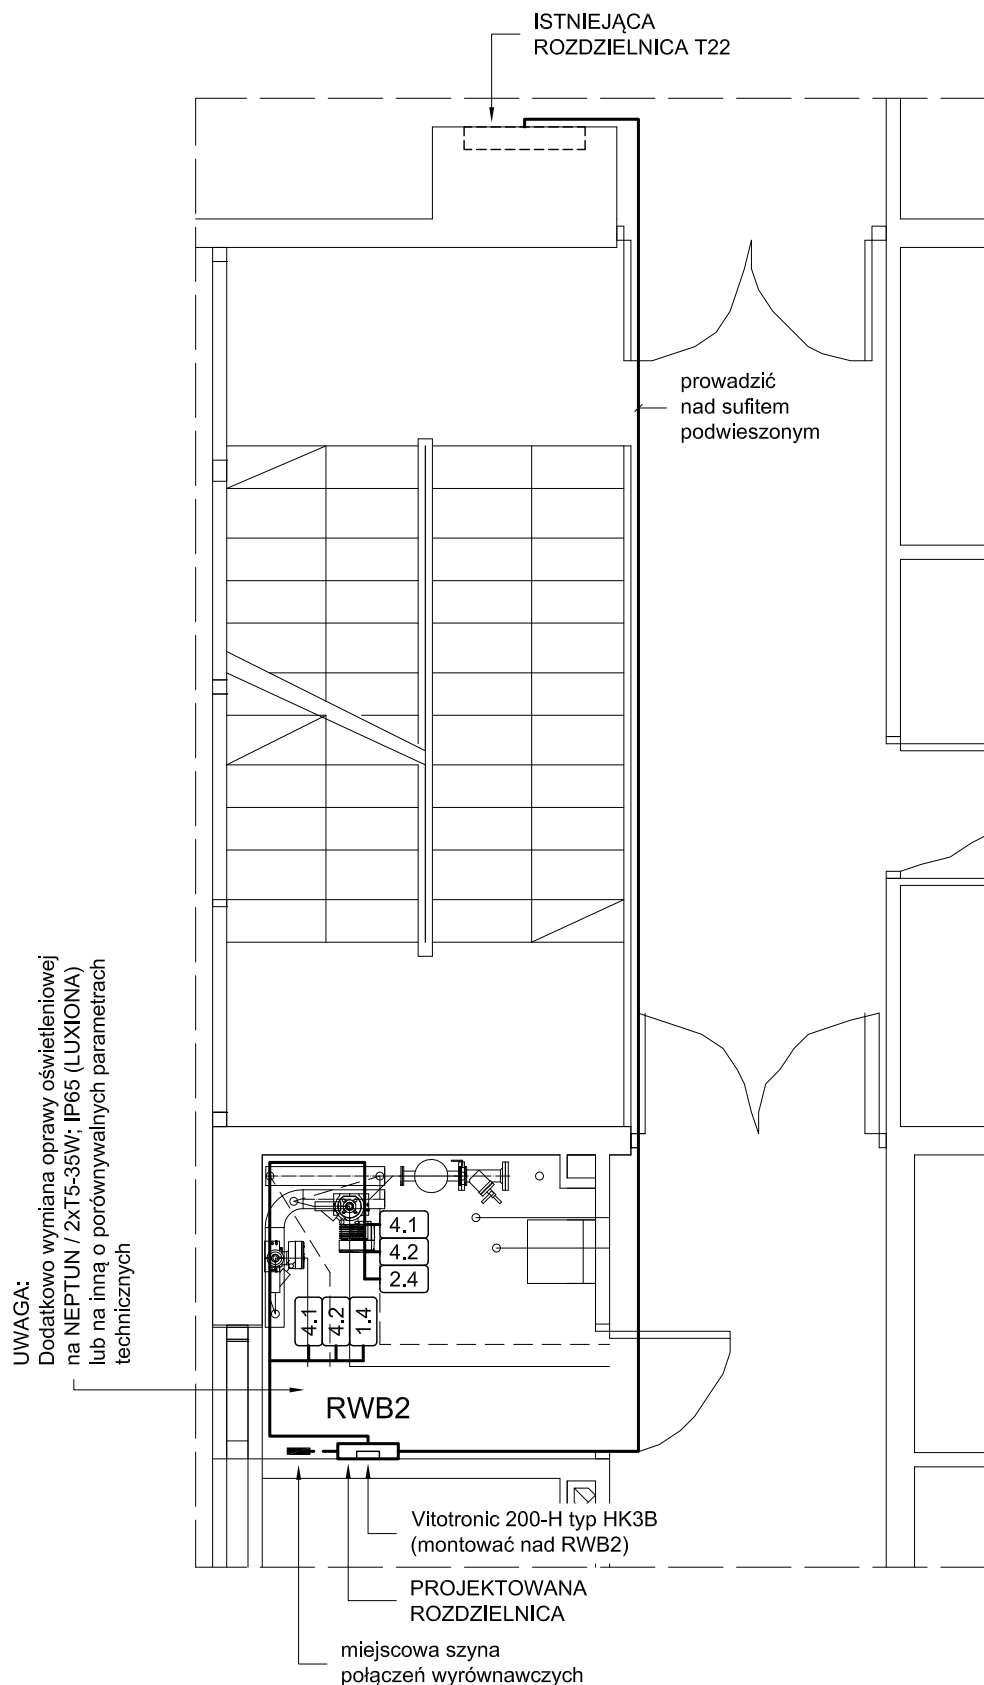 ISTNIEJĄCA
ROZDZIELNICA T22
prowadzić
nad sufitem
podwieszonym
UWAGA:
Dodatkowo wymiana oprawy oświetleniowej
na NEPTUN / 2xT5-35W; IP65 (LUXIONA)
lub na inną o porównywalnych parametrach
technicznych
4.1
4.2
2.4
4.1
4.2
1.4
RWB2
Vitotronic 200-H typ HK3B
(montować nad RWB2)
PROJEKTOWANA
ROZDZIELNICA
miejscowa szyna
połączeń wyrównawczych